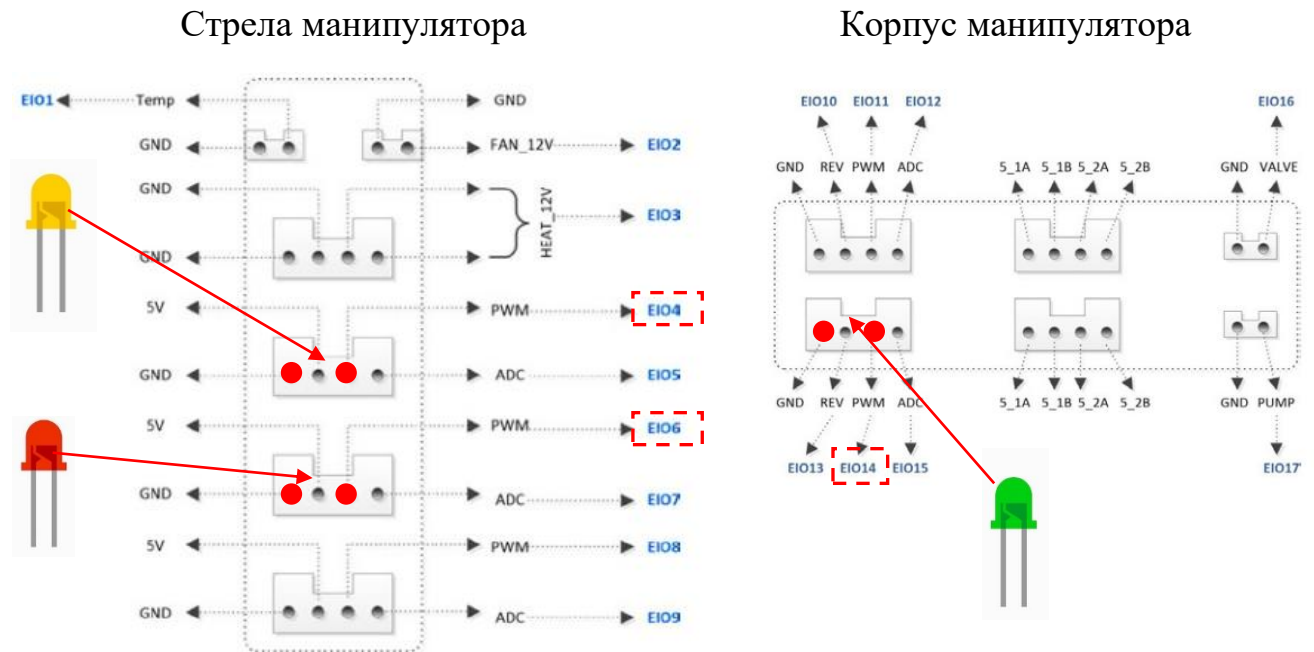 Стрела манипулятора
EIO1 Temp GND
GND FAN_12V EIO2
GND
HEAT_12V EIO3
GND
5V PWM EIO4
GND ADC EIO5
5V PWM EIO6
GND ADC EIO7
5V PWM EIO8
GND ADC EIO9
Корпус манипулятора
EIO10 EIO11 EIO12 EIO16
GND REV PWM ADC 5_1A 5_1B 5_2A 5_2B GND VALVE
GND REV PWM ADC 5_1A 5_1B 5_2A 5_2B GND PUMP
EIO13 EIO14 EIO15 EIO17